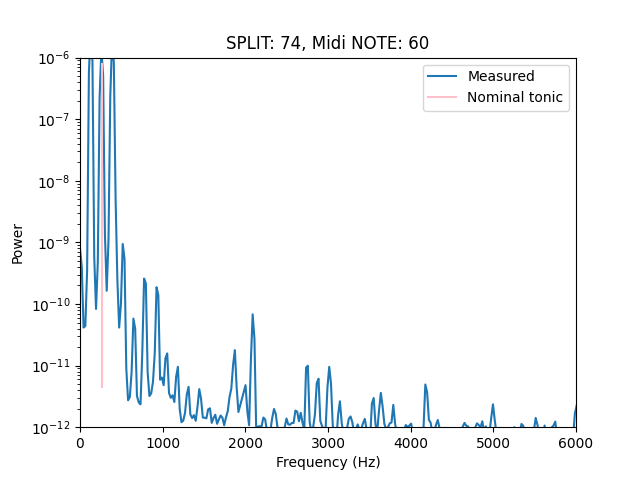 SPLIT: 74, Midi NOTE: 60
Measured
Nominal tonic
10⁻⁶
10⁻⁷
10⁻⁸
10⁻⁹
10⁻¹⁰
10⁻¹¹
10⁻¹²
Power
0 1000 2000 3000 4000 5000 6000
Frequency (Hz)